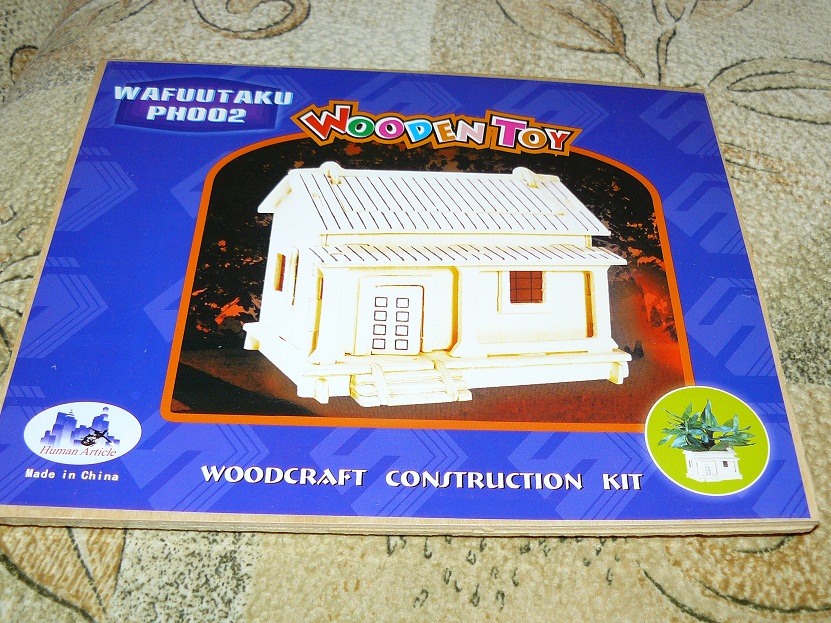 WAFUUTAKU
PH002
WOODEN TOY
Human Article
Made in China
WOODCRAFT CONSTRUCTION KIT